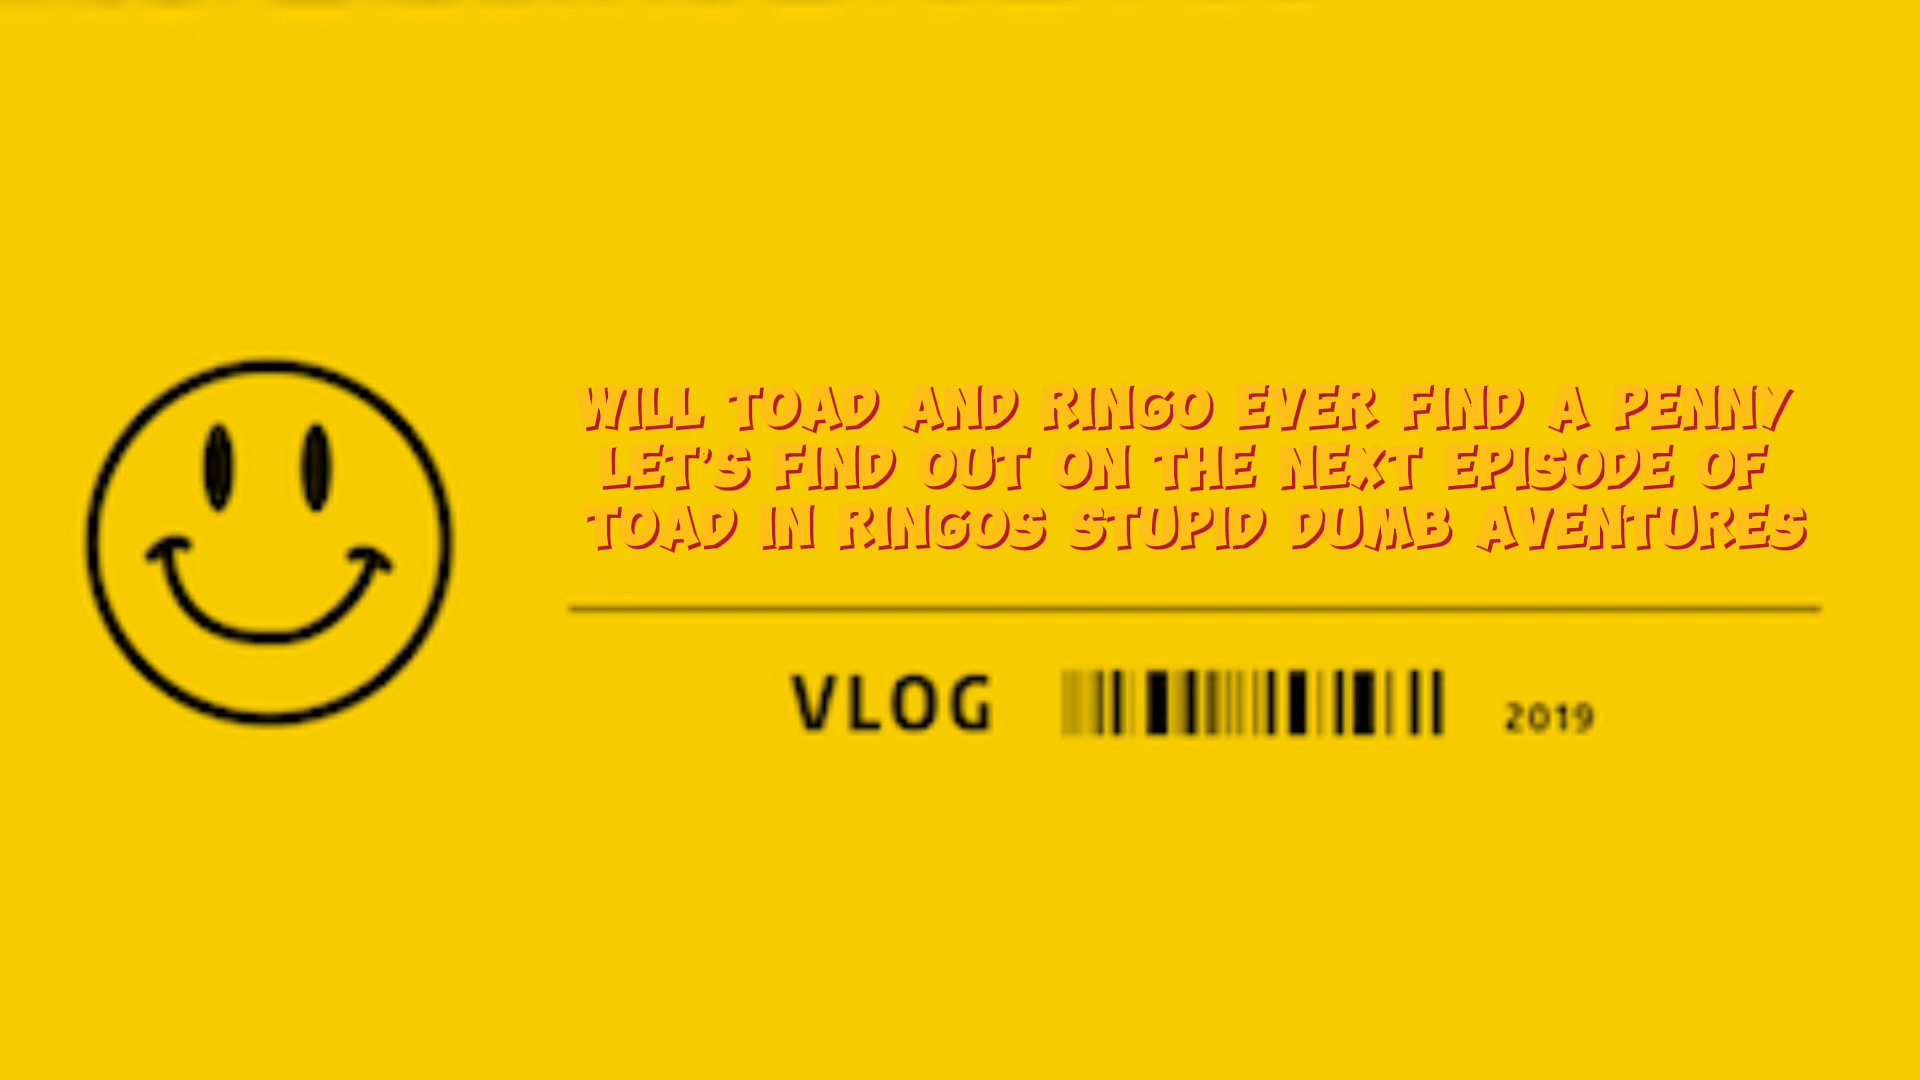 WILL TOAD AND RINGO EVER FIND A PENNY
LET'S FIND OUT ON THE NEXT EPISODE OF
TOAD IN RINGOS STUPID DUMB AVENTURES
VLOG
2019